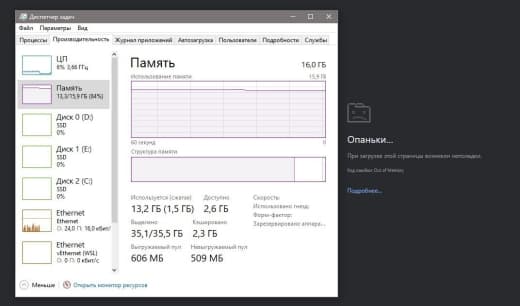 Диспетчер задач
Файл Параметры Вид
Процессы Производительность Журнал приложений Автозагрузка Пользователи Подробности Службы
ЦП
8% 3,66 ГГц
Память
13,3/15,9 ГБ (84%)
Диск 0 (D:)
SSD
0%
Диск 1 (E:)
SSD
0%
Диск 2 (C:)
SSD
0%
Ethernet
vEthernet
О: 24,0 П: 16,0 кбит/с
Ethernet
vEthernet (WSL)
О: 0 П: 0 кбит/с
Память 16,0 ГБ
Использование памяти 15,9 ГБ
60 секунд 0
Структура памяти
Используется (сжатая) Доступно
13,2 ГБ (1,5 ГБ) 2,6 ГБ
Выделено Кэшировано
35,1/35,5 ГБ 2,3 ГБ
Выгружаемый пул Невыгружаемый пул
606 МБ 509 МБ
Скорость:
Использовано гнезд:
Форм-фактор:
Зарезервировано аппара...
Меньше Открыть монитор ресурсов
Опаньки...
При загрузке этой страницы возникли неполадки.
Код ошибки: Out of Memory
Подробнее...